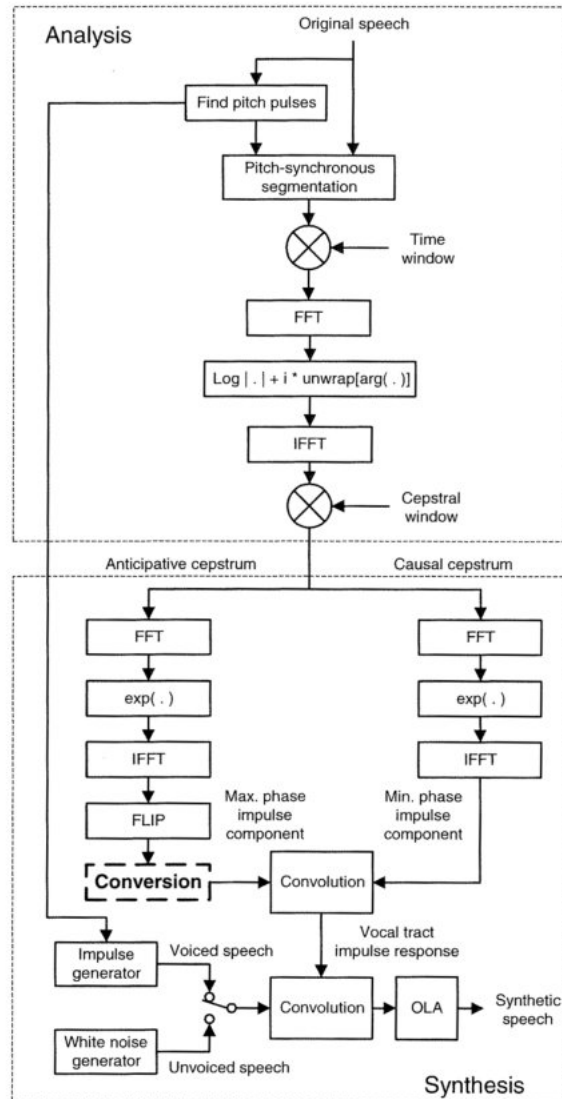 Analysis
Original speech
Find pitch pulses
Pitch-synchronous
segmentation
Time
window
FFT
Log | . | + i * unwrap[arg( . )]
IFFT
Cepstral
window
Anticipative cepstrum
Causal cepstrum
FFT
FFT
exp( . )
exp( . )
IFFT
IFFT
FLIP
Max. phase
impulse
component
Min. phase
impulse
component
Conversion
Convolution
Vocal tract
impulse response
Impulse
generator
Voiced speech
Convolution
OLA
Synthetic
speech
White noise
generator
Unvoiced speech
Synthesis